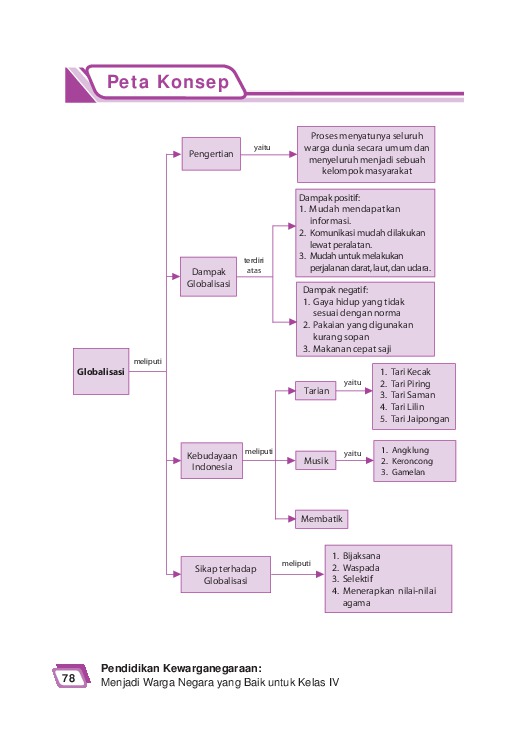 Peta Konsep
Pengertian
yaitu
Proses menyatunya seluruh
warga dunia secara umum dan
menyeluruh menjadi sebuah
kelompok masyarakat
Dampak
Globalisasi
terdiri
atas
Dampak positif:
1. Mudah mendapatkan
informasi.
2. Komunikasi mudah dilakukan
lewat peralatan.
3. Mudah untuk melakukan
perjalanan darat, laut, dan udara.
Dampak negatif:
1. Gaya hidup yang tidak
sesuai dengan norma
2. Pakaian yang digunakan
kurang sopan
3. Makanan cepat saji
Globalisasi
meliputi
Kebudayaan
Indonesia
meliputi
Tarian
yaitu
1. Tari Kecak
2. Tari Piring
3. Tari Saman
4. Tari Lilin
5. Tari Jaipongan
Musik
yaitu
1. Angklung
2. Keroncong
3. Gamelan
Membatik
Sikap terhadap
Globalisasi
meliputi
1. Bijaksana
2. Waspada
3. Selektif
4. Menerapkan nilai-nilai
agama
78
Pendidikan Kewarganegaraan:
Menjadi Warga Negara yang Baik untuk Kelas IV